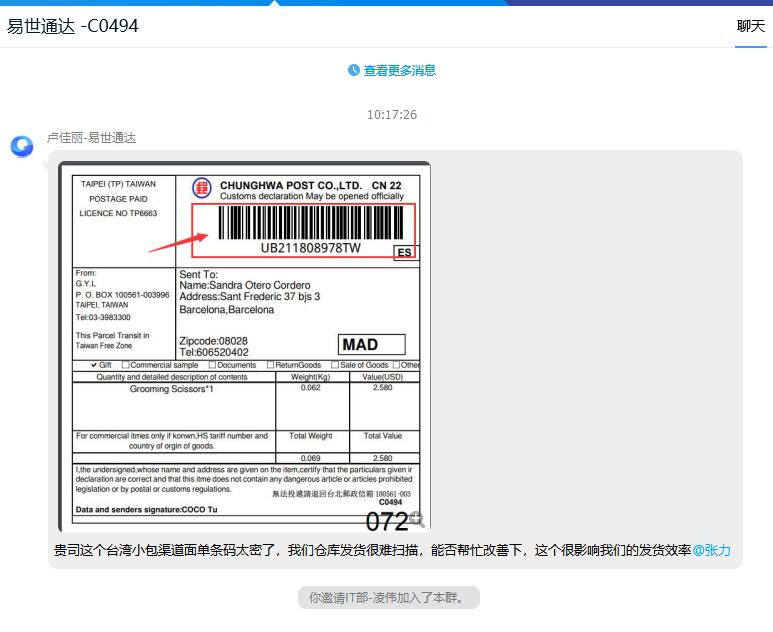 易世通达 -C0494
聊天
查看更多消息
10:17:26
卢佳丽-易世通达
TAIPEI (TP) TAIWAN
POSTAGE PAID
LICENCE NO TP6663
郵
CHUNGHWA POST CO.,LTD. CN 22
Customs declaration May be opened officially
UB211808978TW
ES
From:
G.Y.L
P. O. BOX 100561-003996
TAIPEI, TAIWAN
Tel:03-3983300
This Parcel Transit in
Taiwan Free Zone
Sent To:
Name:Sandra Otero Cordero
Address:Sant Frederic 37 bjs 3
Barcelona,Barcelona
Zipcode:08028
Tel:606520402
MAD
Gift Commercial sample Documents ReturnGoods Sale of Goods Other
Quantity and detailed description of contents Weight(Kg) Value(USD)
Grooming Scissors*1 0.062 2.580
For commercial itmes only if konwn,HS tariff number and
country of orgin of goods.
Total Weight Total Value
0.069 2.580
I,the undersigned,whose name and address are given on the item,certify that the particulars given ir
declaration are correct and that this item does not contain any dangerous article or articles prohibited
legislation or by postal or customs regulations.
無法投遞請退回台北郵政信箱 100561-003
C0494
Data and senders signature:COCO Tu
072
贵司这个台湾小包渠道面单条码太密了，我们仓库发货很难扫描，能否帮忙改善下，这个很影响我们的发货效率@张力
你邀请IT部-凌伟加入了本群。